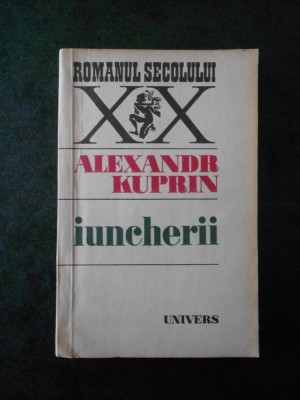 ROMANUL SECOLULUI
XX
ALEXANDR
KUPRIN
iuncherii
UNIVERS